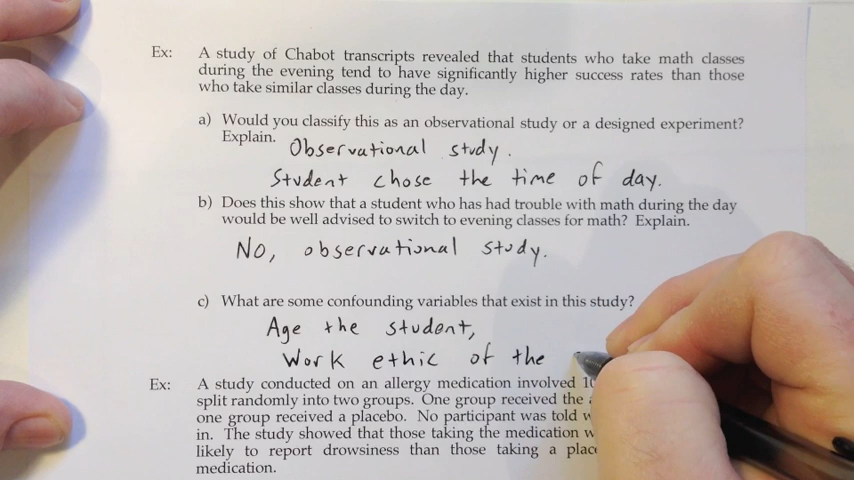 Ex: A study of Chabot transcripts revealed that students who take math classes
during the evening tend to have significantly higher success rates than those
who take similar classes during the day.
a) Would you classify this as an observational study or a designed experiment?
Explain. Observational study.
Student chose the time of day.
b) Does this show that a student who has had trouble with math during the day
would be well advised to switch to evening classes for math? Explain.
No, observational study.
c) What are some confounding variables that exist in this study?
Age the student,
Work ethic of the
Ex: A study conducted on an allergy medication involved
split randomly into two groups. One group received the
one group received a placebo. No participant was told
in. The study showed that those taking the medication
likely to report drowsiness than those taking a
medication.